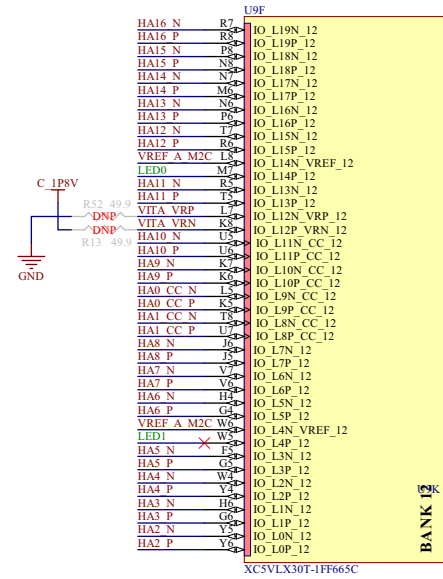 U9F
HA16_N R7 IO_L19N_12
HA16_P R8 IO_L19P_12
HA15_N P8 IO_L18N_12
HA15_P N8 IO_L18P_12
HA14_N N7 IO_L17N_12
HA14_P M6 IO_L17P_12
HA13_N N6 IO_L16N_12
HA13_P P6 IO_L16P_12
HA12_N T7 IO_L15N_12
HA12_P R6 IO_L15P_12
VREF_A_M2C L8 IO_L14N_VREF_12
LED0 M7 IO_L14P_12
HA11_N R5 IO_L13N_12
HA11_P T5 IO_L13P_12
C_1P8V
R52 49.9
DNP
VITA_VRP L7 IO_L12N_VRP_12
VITA_VRN K8 IO_L12P_VRN_12
DNP
R13 49.9
GND
HA10_N U5 IO_L11N_CC_12
HA10_P U6 IO_L11P_CC_12
HA9_N K7 IO_L10N_CC_12
HA9_P K6 IO_L10P_CC_12
HA0_CC_N L5 IO_L9N_CC_12
HA0_CC_P K5 IO_L9P_CC_12
HA1_CC_N T8 IO_L8N_CC_12
HA1_CC_P U7 IO_L8P_CC_12
HA8_N J6 IO_L7N_12
HA8_P J5 IO_L7P_12
HA7_N V7 IO_L6N_12
HA7_P V6 IO_L6P_12
HA6_N H4 IO_L5N_12
HA6_P G4 IO_L5P_12
VREF_A_M2C W6 IO_L4N_VREF_12
LED1 W5 IO_L4P_12
HA5_N F5 IO_L3N_12
HA5_P G5 IO_L3P_12
HA4_N W4 IO_L2N_12
HA4_P Y4 IO_L2P_12
HA3_N H6 IO_L1N_12
HA3_P G6 IO_L1P_12
HA2_N Y5 IO_L0N_12
HA2_P Y6 IO_L0P_12
BANK 12
XC5VLX30T-1FF665C